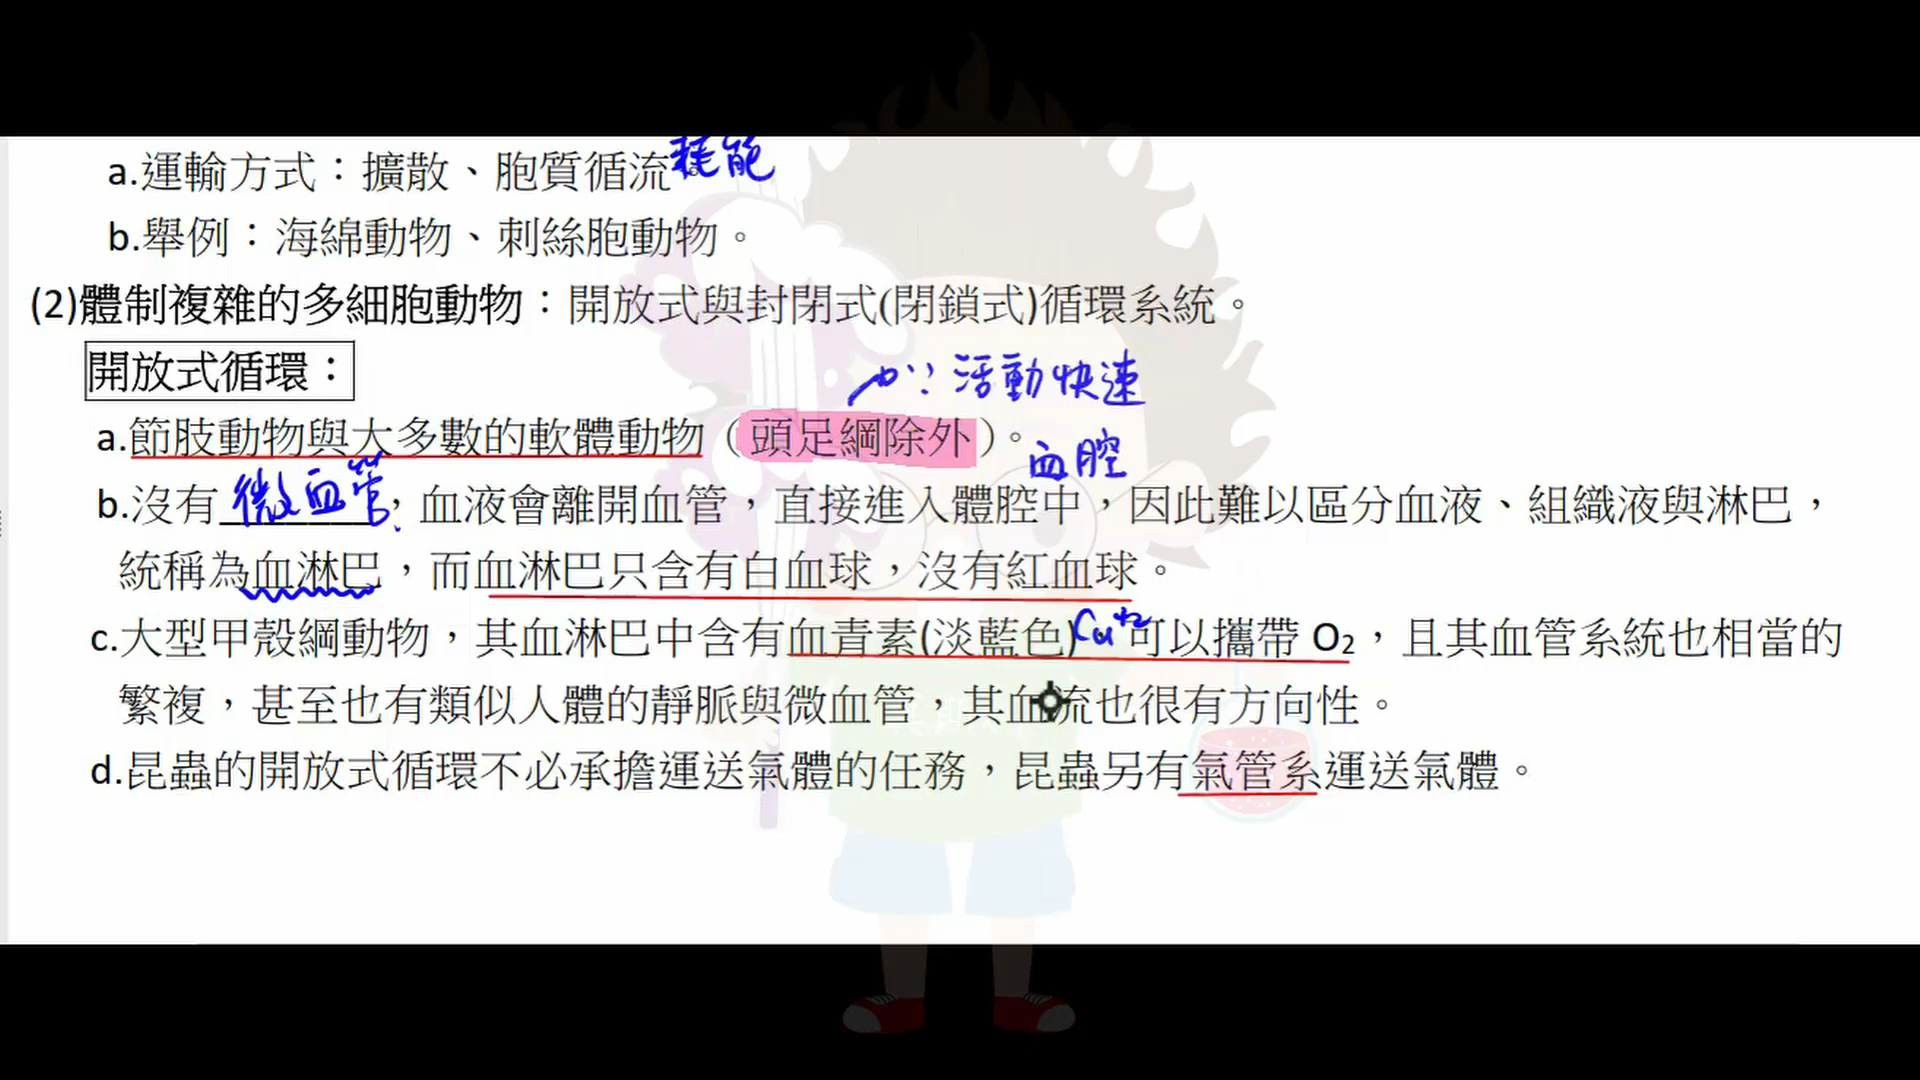 a.運輸方式：擴散、胞質循流。耗能
b.舉例：海綿動物、刺絲胞動物。
(2)體制複雜的多細胞動物：開放式與封閉式(閉鎖式)循環系統。
開放式循環：
∵活動快速
a.節肢動物與大多數的軟體動物（頭足綱除外）。
血腔
b.沒有微血管，血液會離開血管，直接進入體腔中，因此難以區分血液、組織液與淋巴，
統稱為血淋巴，而血淋巴只含有白血球，沒有紅血球。
c.大型甲殼綱動物，其血淋巴中含有血青素(淡藍色)Cu+2，可以攜帶 O2，且其血管系統也相當的
繁複，甚至也有類似人體的靜脈與微血管，其血流也很有方向性。
d.昆蟲的開放式循環不必承擔運送氣體的任務，昆蟲另有氣管系運送氣體。